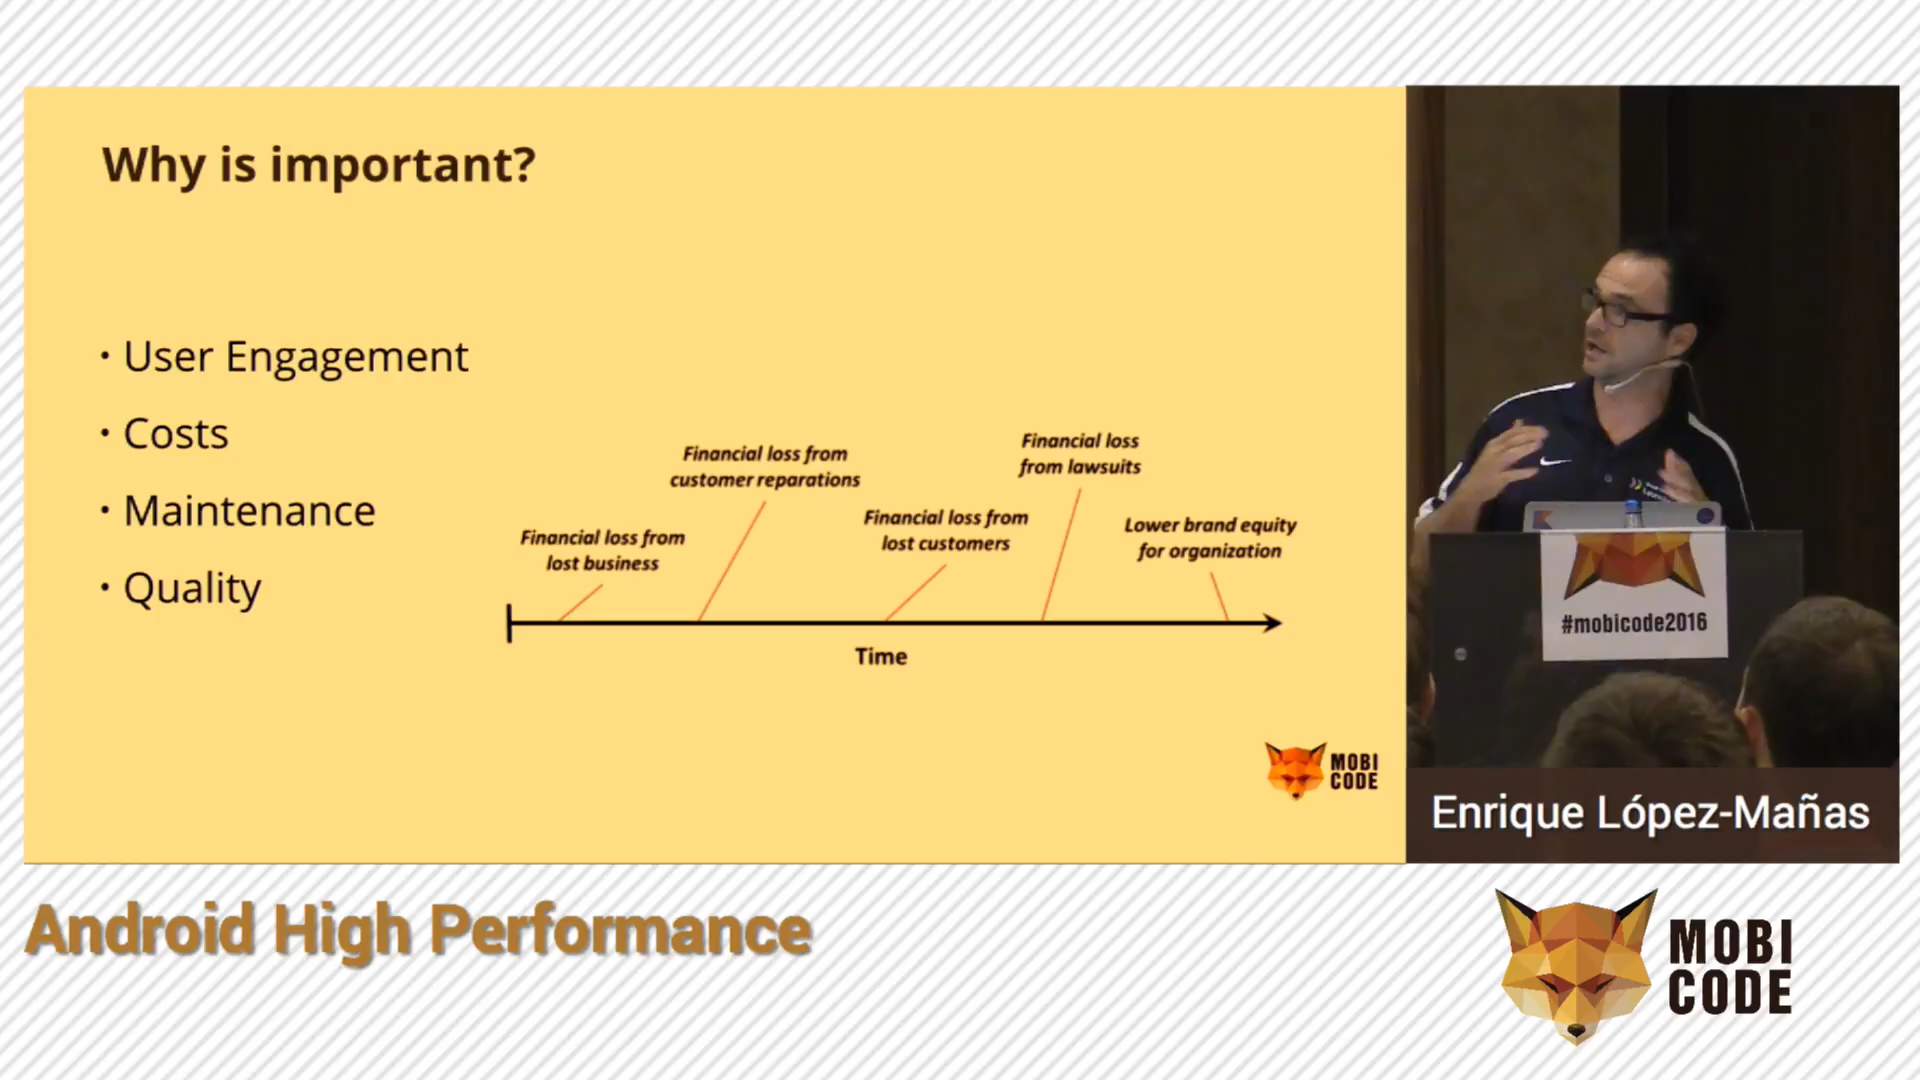 Why is important?
• User Engagement
• Costs
• Maintenance
• Quality
Financial loss from
lost business
Financial loss from
customer reparations
Financial loss from
lost customers
Financial loss
from lawsuits
Lower brand equity
for organization
Time
MOBI
CODE
#mobicode2016
Enrique López-Mañas
Android High Performance
MOBI
CODE